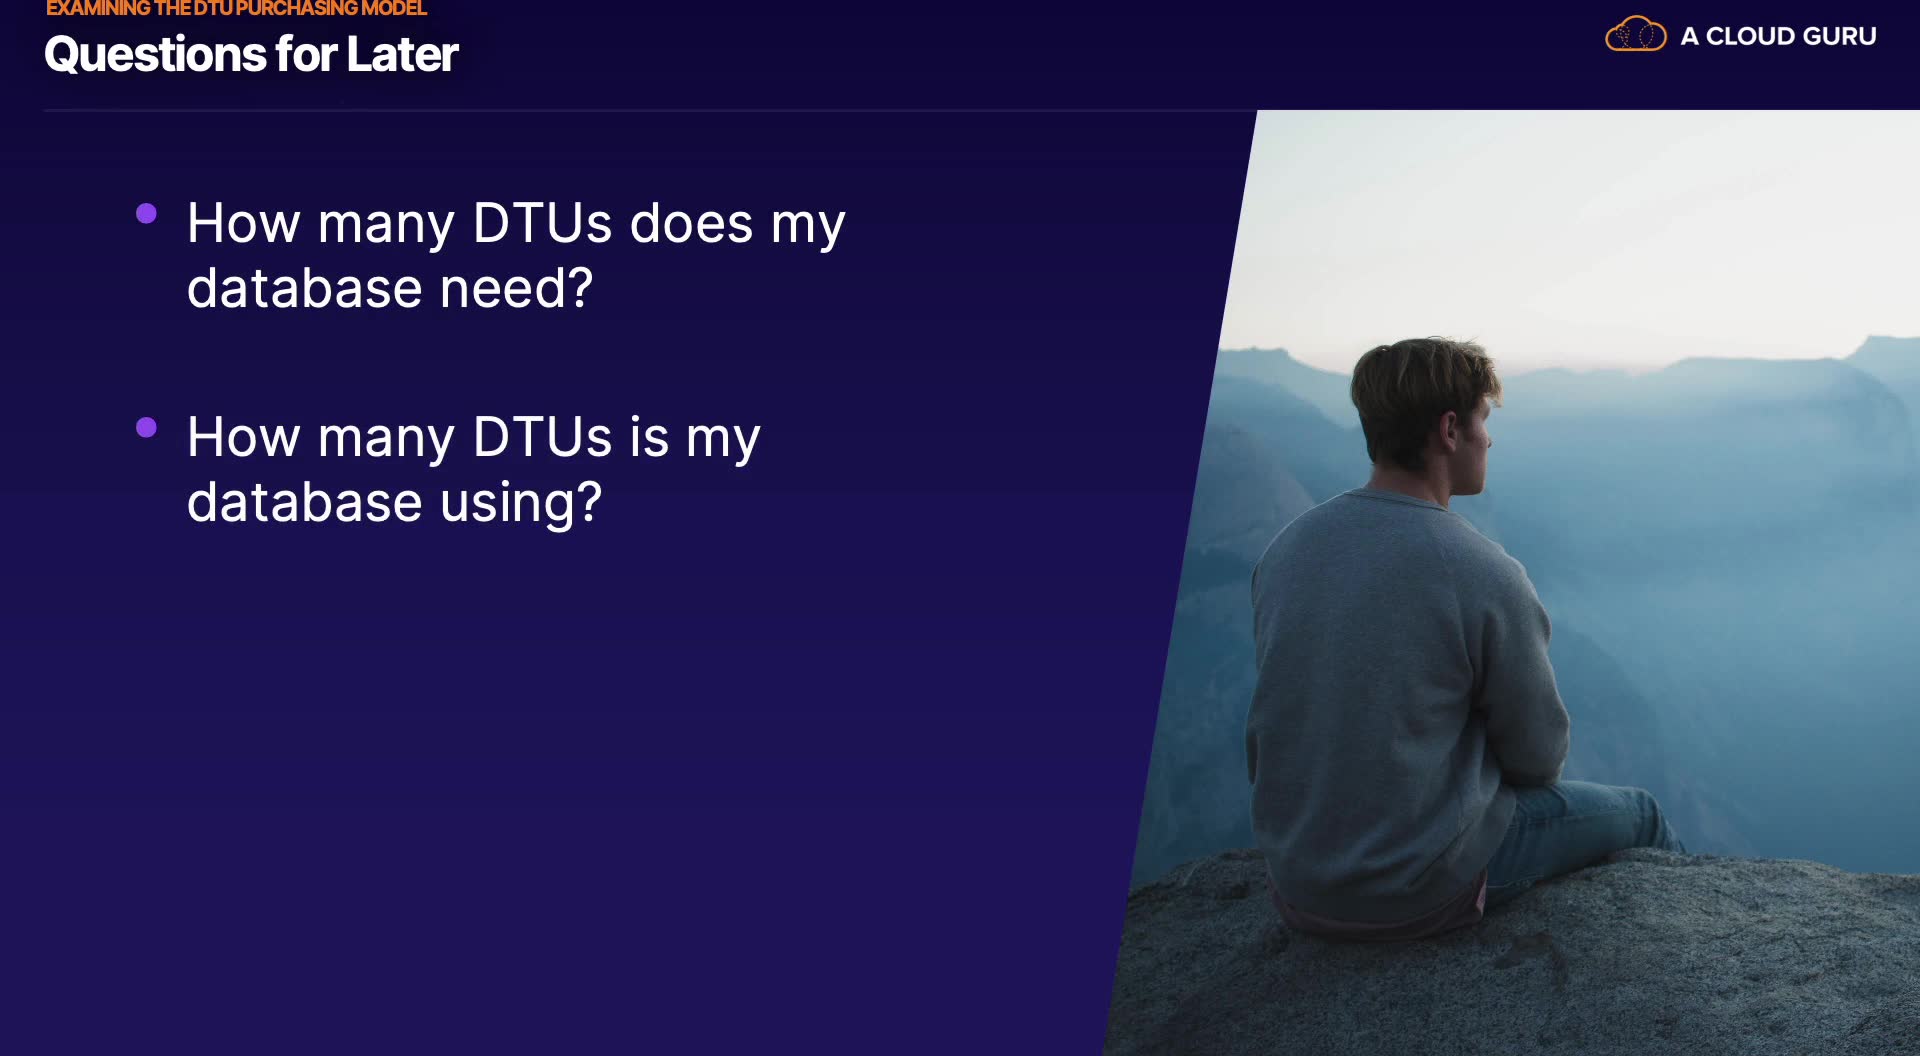 EXAMINING THE DTU PURCHASING MODEL
Questions for Later
A CLOUD GURU
How many DTUs does my
database need?
How many DTUs is my
database using?